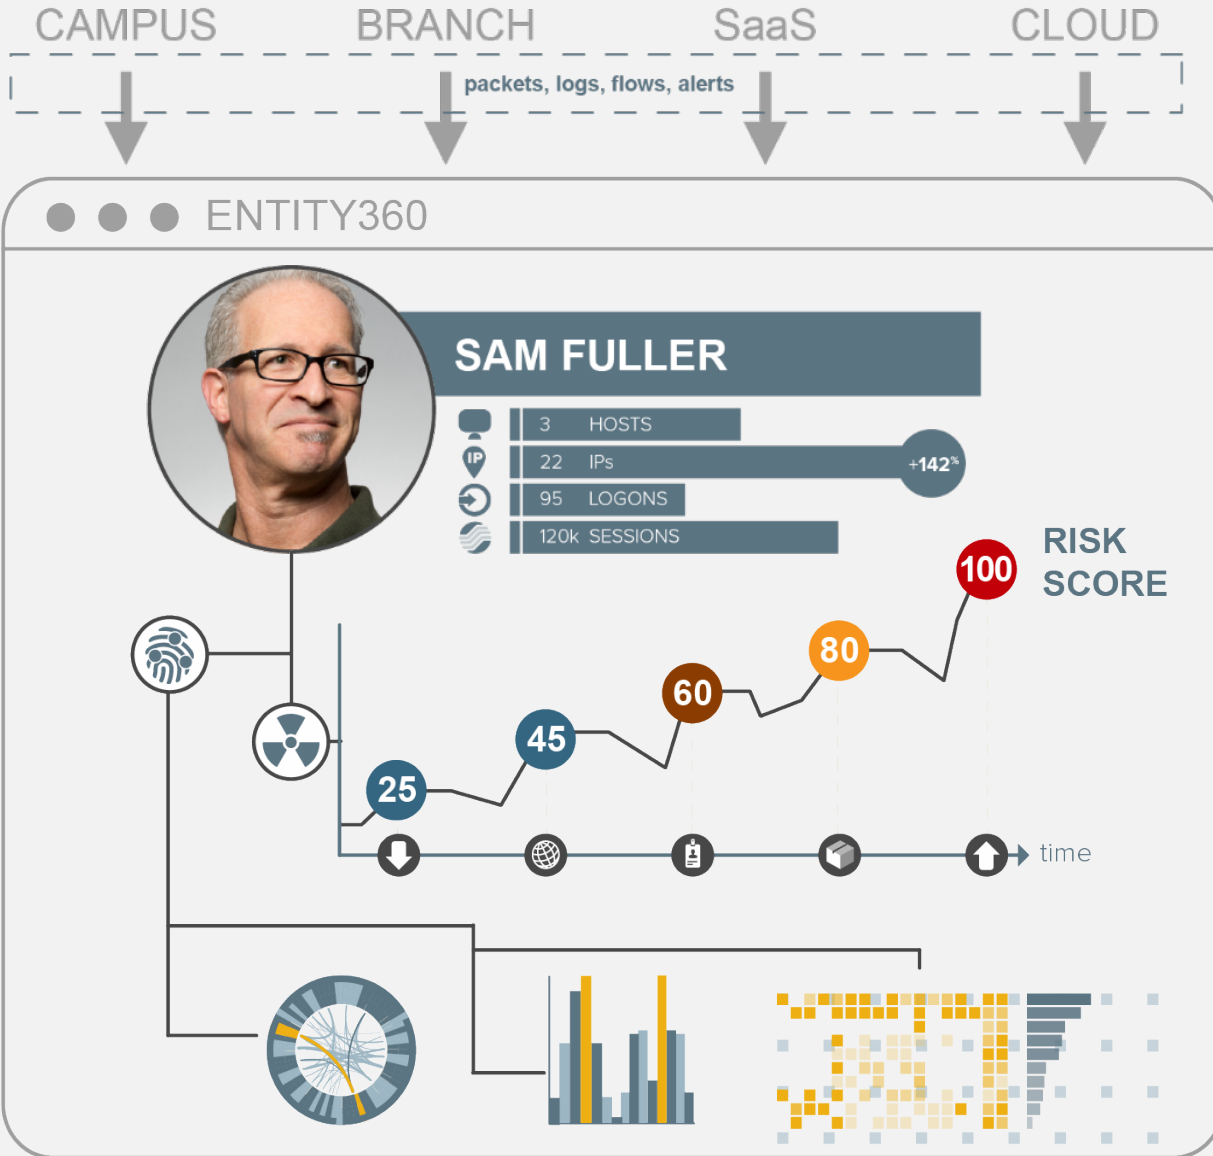 CAMPUS BRANCH SaaS CLOUD
packets, logs, flows, alerts
ENTITY360
SAM FULLER
3 HOSTS
IP 22 IPs +142%
95 LOGONS
120k SESSIONS
RISK
SCORE
100
80
60
45
25
time